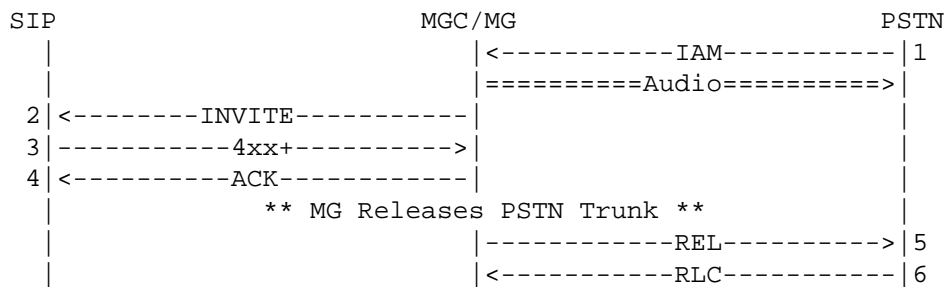 SIP                       MGC/MG                       PSTN
 |                          |<-----------IAM-----------|1
 |                          |==========Audio==========>|
2|<--------INVITE-----------|                          |
3|-----------4xx+---------->|                          |
4|<----------ACK------------|                          |
 |              ** MG Releases PSTN Trunk **           |
 |                          |------------REL---------->|5
 |                          |<-----------RLC-----------|6